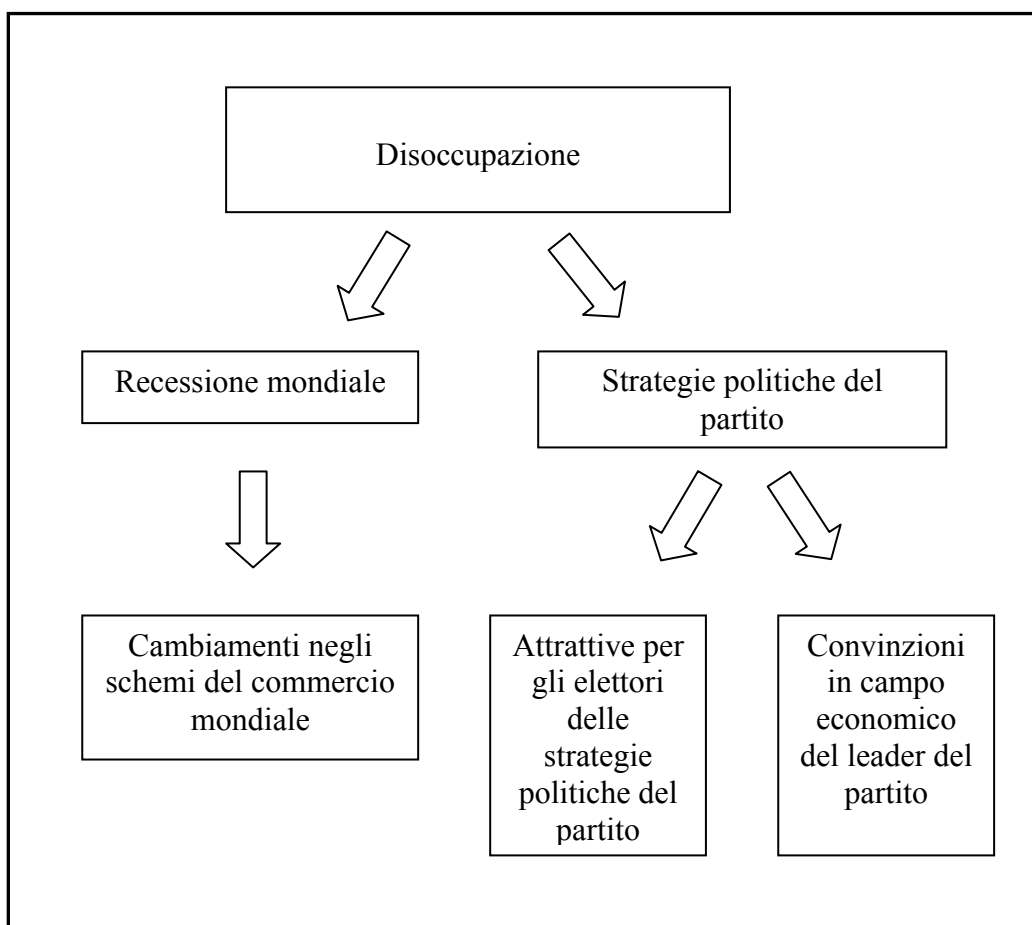 Disoccupazione
Recessione mondiale
Strategie politiche del
partito
Cambiamenti negli
schemi del commercio
mondiale
Attrattive per
gli elettori
delle
strategie
politiche del
partito
Convinzioni
in campo
economico
del leader del
partito